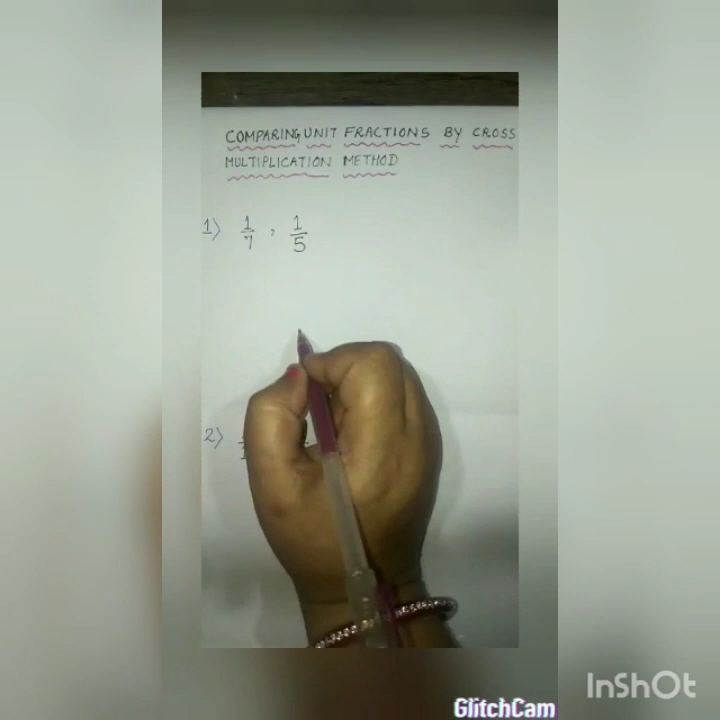 COMPARING UNIT FRACTIONS BY CROSS
MULTIPLICATION METHOD
1) 1/7 , 1/5
2)
InShOt
GlitchCam